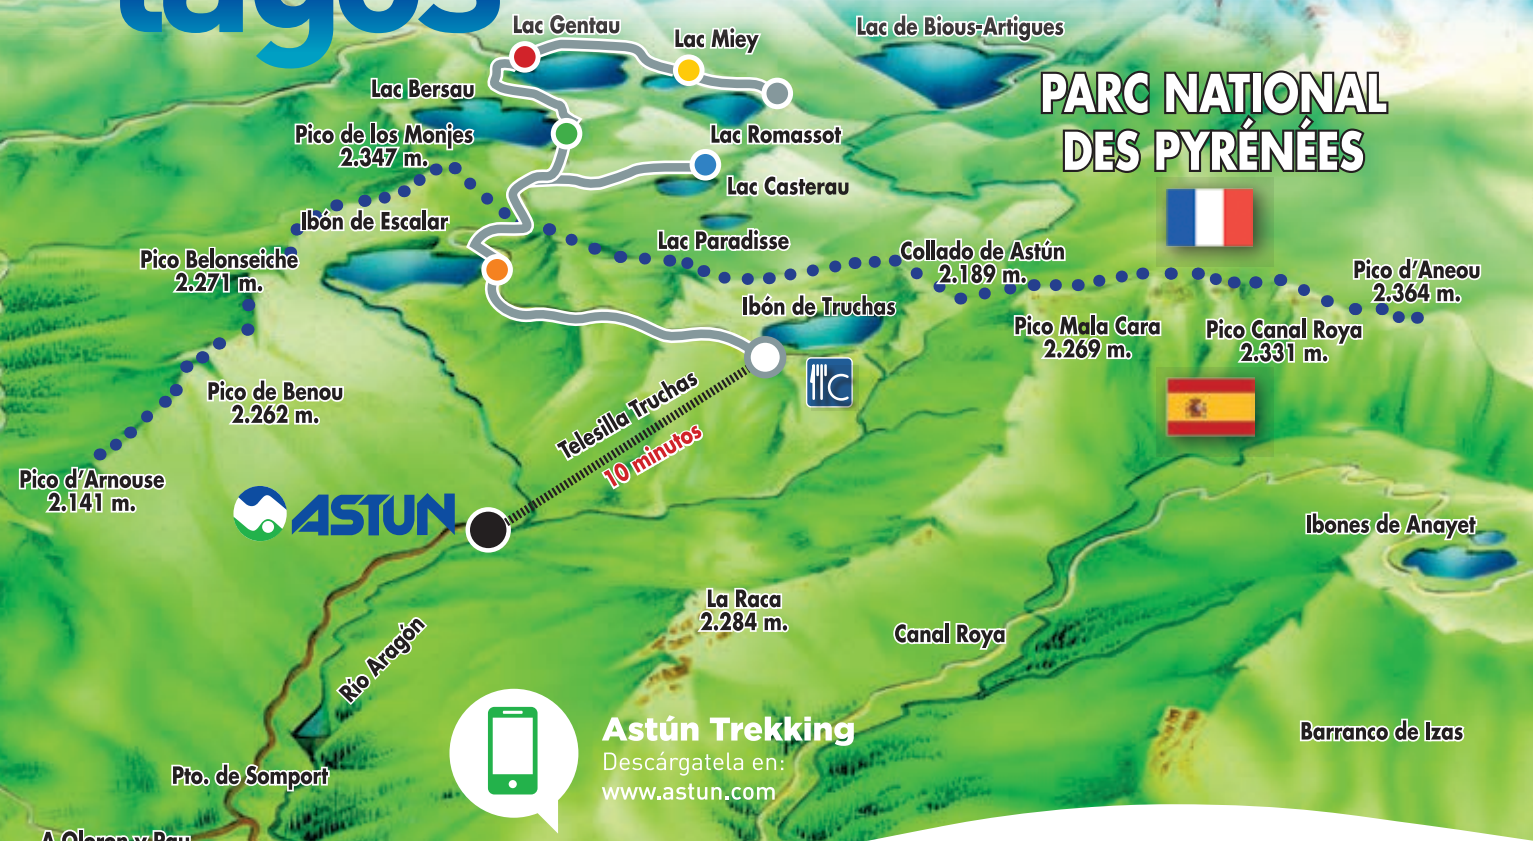 lagos
Lac Gentau
Lac Miey
Lac de Bious-Artigues
Lac Bersau
PARC NATIONAL
DES PYRÉNÉES
Pico de los Monjes
2.347 m.
Lac Romassot
Lac Casterau
Ibón de Escalar
Lac Paradisse
Collado de Astún
2.189 m.
Pico Belonseiche
2.271 m.
Pico d'Aneou
2.364 m.
Ibón de Truchas
Pico Mala Cara
2.269 m.
Pico Canal Roya
2.331 m.
C
Pico de Benou
2.262 m.
Telesilla Truchas
10 minutos
Pico d'Arnouse
2.141 m.
ASTUN
Ibones de Anayet
La Raca
2.284 m.
Canal Roya
Río Aragón
Astún Trekking
Descárgatela en:
www.astun.com
Barranco de Izas
Pto. de Somport
A Oloron y Pau